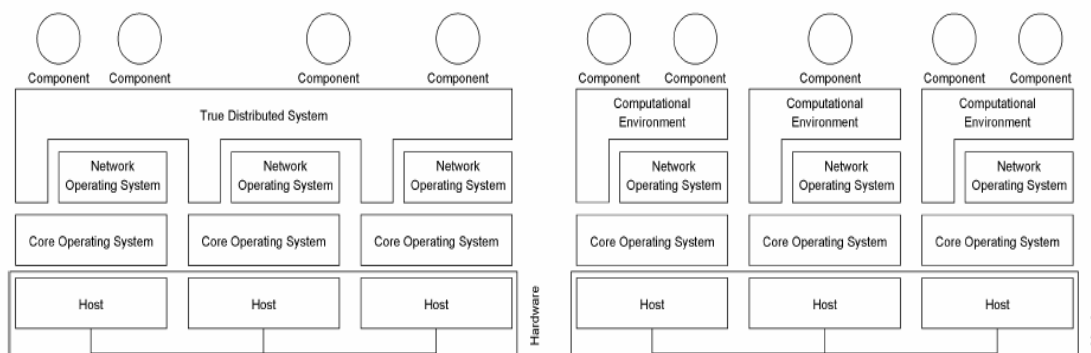 Component Component Component Component
True Distributed System
Network
Operating System
Network
Operating System
Network
Operating System
Core Operating System Core Operating System Core Operating System
Host Host Host
Hardware
Component Component Component Component Component
Computational
Environment
Computational
Environment
Computational
Environment
Network
Operating System
Network
Operating System
Network
Operating System
Core Operating System Core Operating System Core Operating System
Host Host Host